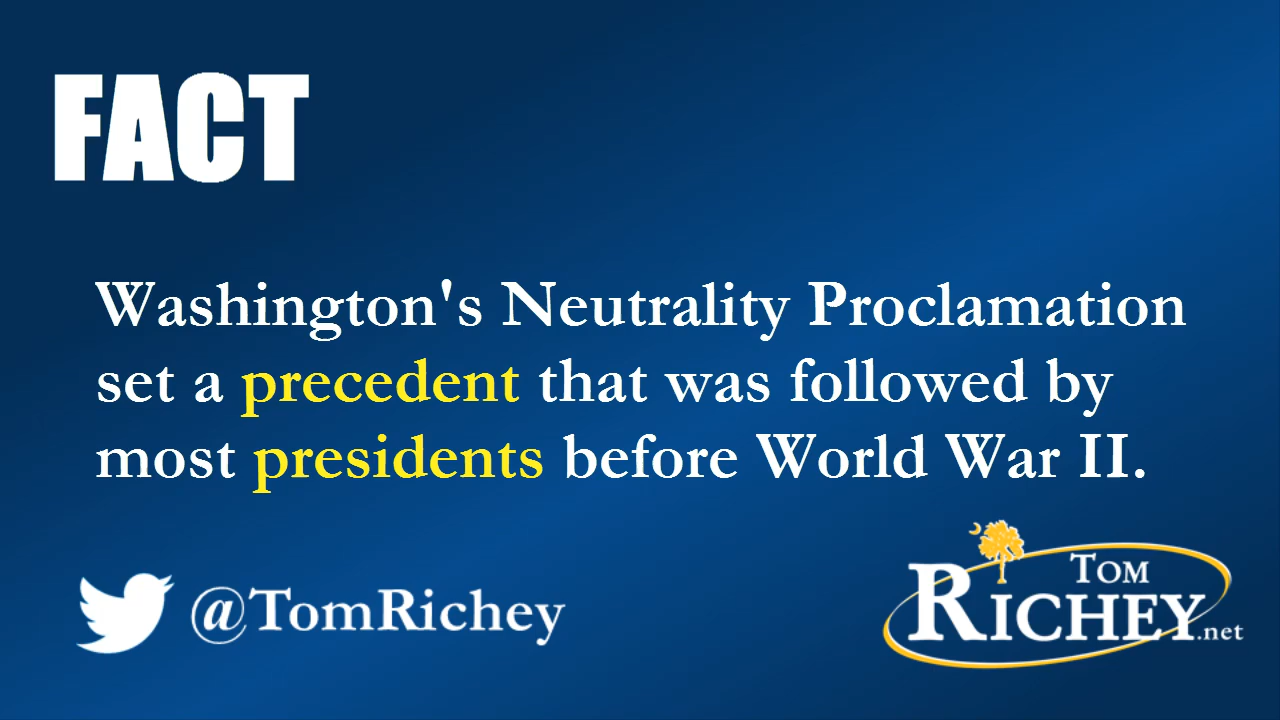 FACT
Washington's Neutrality Proclamation
set a precedent that was followed by
most presidents before World War II.
@TomRichey
TOM
RICHEY.net